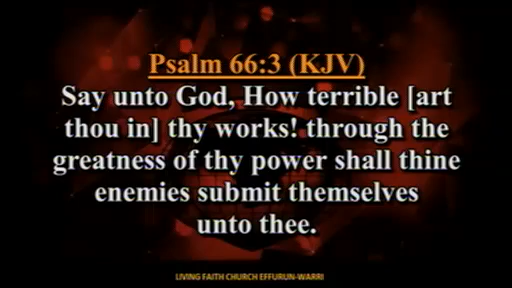 Psalm 66:3 (KJV)
Say unto God, How terrible [art
thou in] thy works! through the
greatness of thy power shall thine
enemies submit themselves
unto thee.
LIVING FAITH CHURCH EFFURUN-WARRI